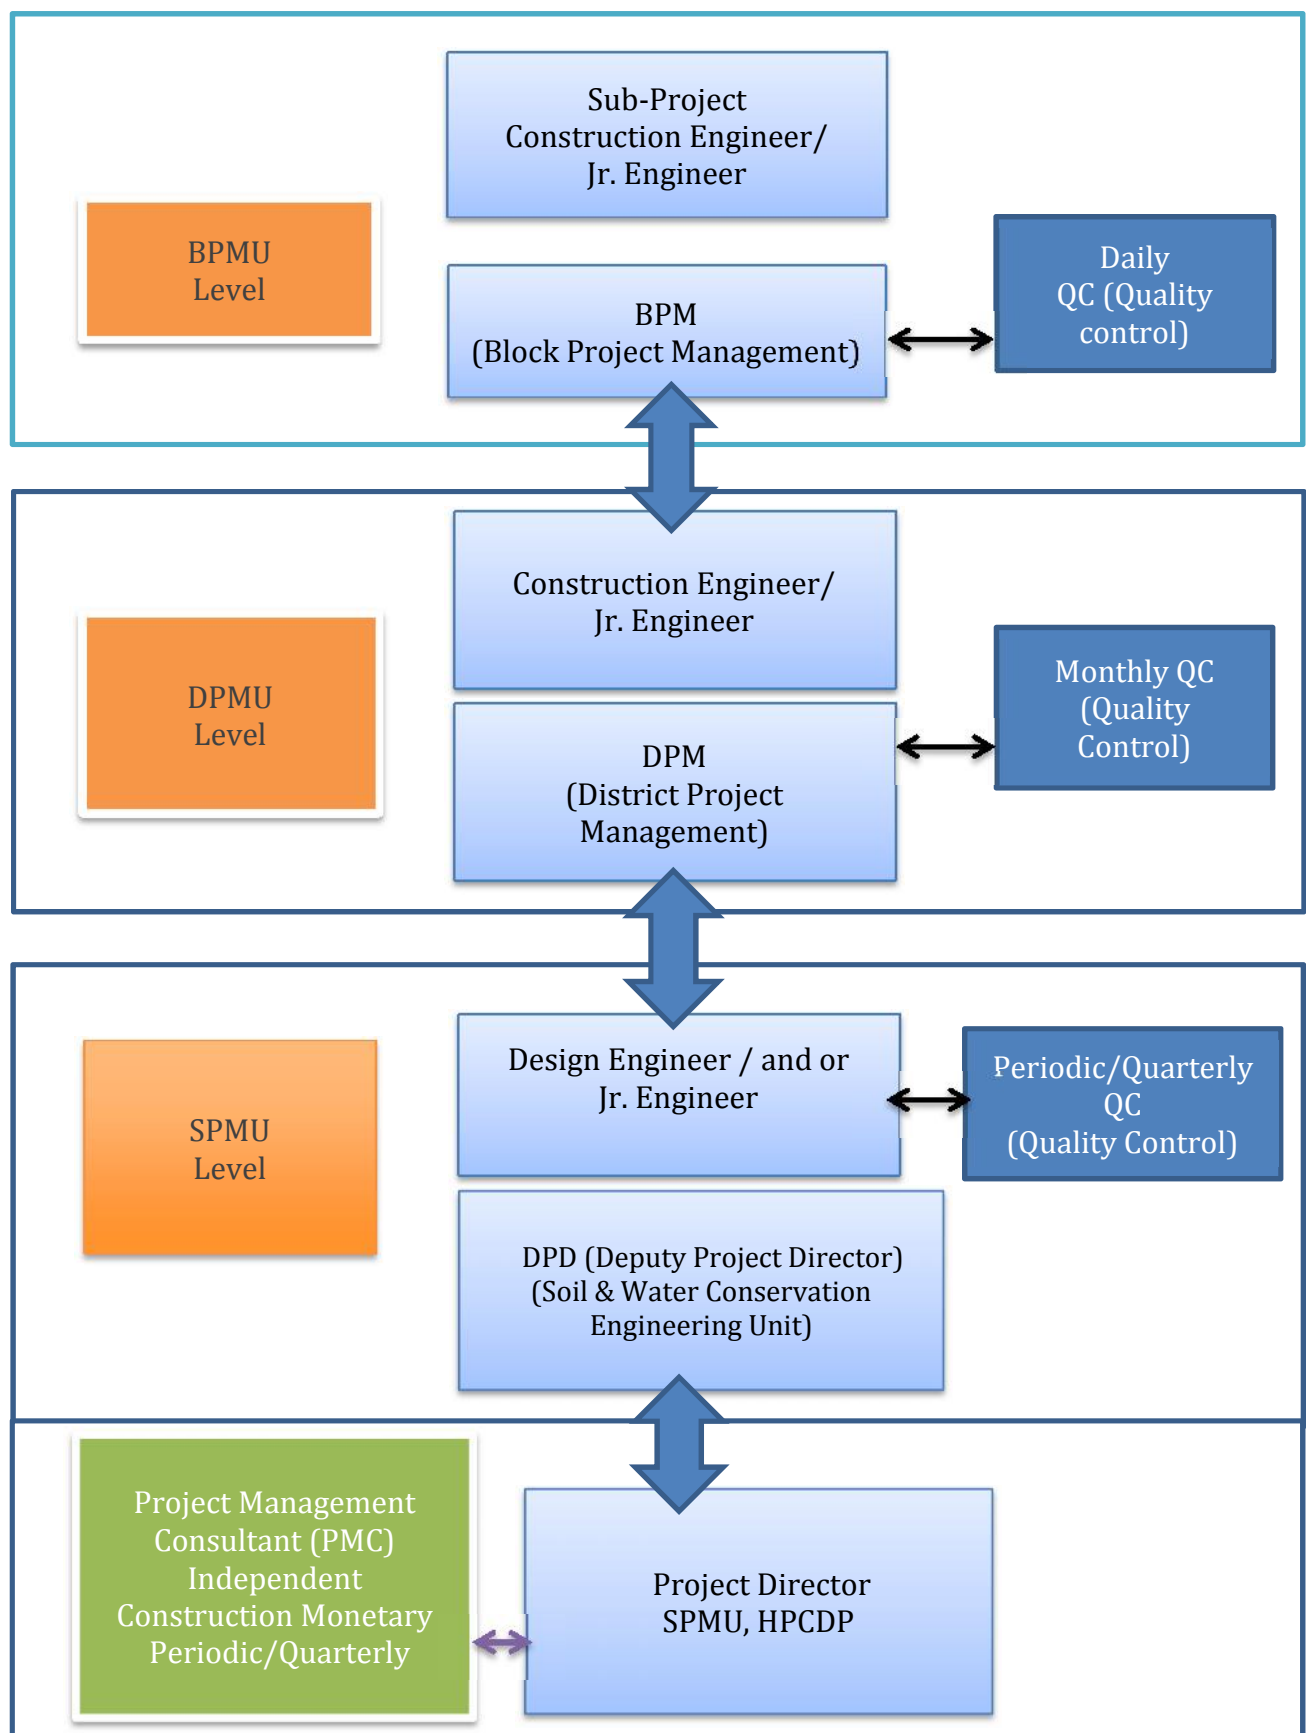 Sub-Project
Construction Engineer/
Jr. Engineer
BPMU
Level
BPM
(Block Project Management)
Daily
QC (Quality
control)
Construction Engineer/
Jr. Engineer
DPMU
Level
DPM
(District Project
Management)
Monthly QC
(Quality
Control)
Design Engineer / and or
Jr. Engineer
Periodic/Quarterly
QC
(Quality Control)
SPMU
Level
DPD (Deputy Project Director)
(Soil & Water Conservation
Engineering Unit)
Project Management
Consultant (PMC)
Independent
Construction Monetary
Periodic/Quarterly
Project Director
SPMU, HPCDP